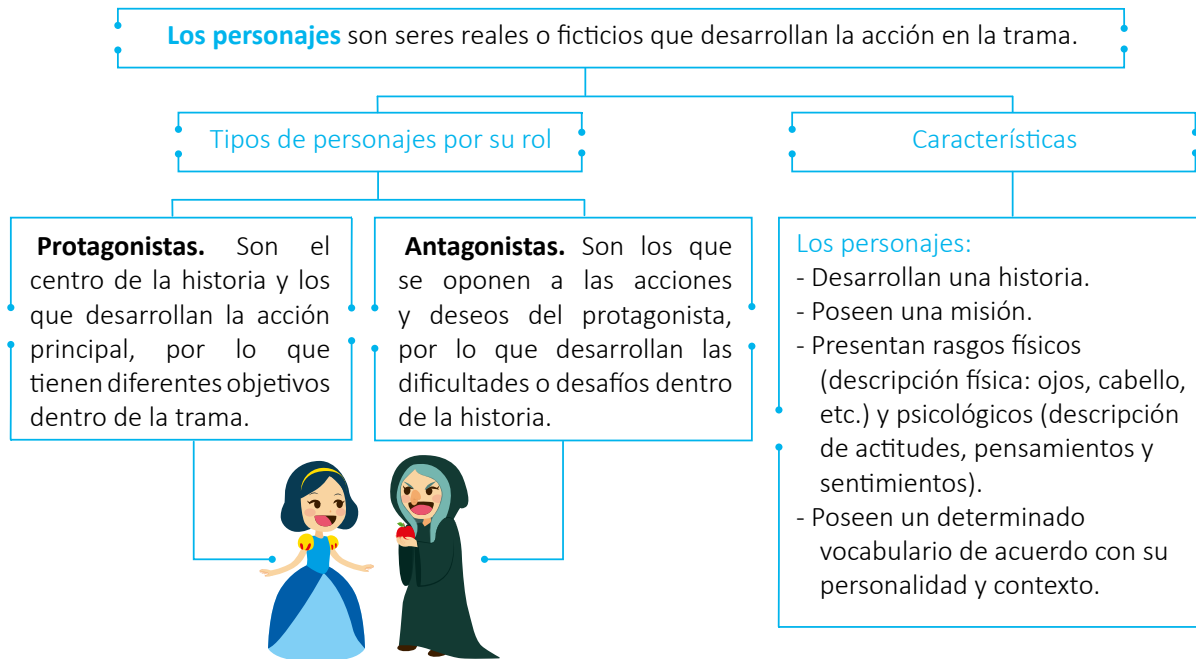 Los personajes son seres reales o ficticios que desarrollan la acción en la trama.
Tipos de personajes por su rol
Característícas
Protagonistas. Son el
centro de la historia y los
que desarrollan la acción
principal, por lo que
tienen diferentes objetivos
dentro de la trama.
Antagonistas. Son los que
se oponen a las acciones
y deseos del protagonista,
por lo que desarrollan las
dificultades o desafíos dentro
de la historia.
Los personajes:
- Desarrollan una historia.
- Poseen una misión.
- Presentan rasgos físicos
(descripción física: ojos, cabello,
etc.) y psicológicos (descripción
de actitudes, pensamientos y
sentimientos).
- Poseen un determinado
vocabulario de acuerdo con su
personalidad y contexto.